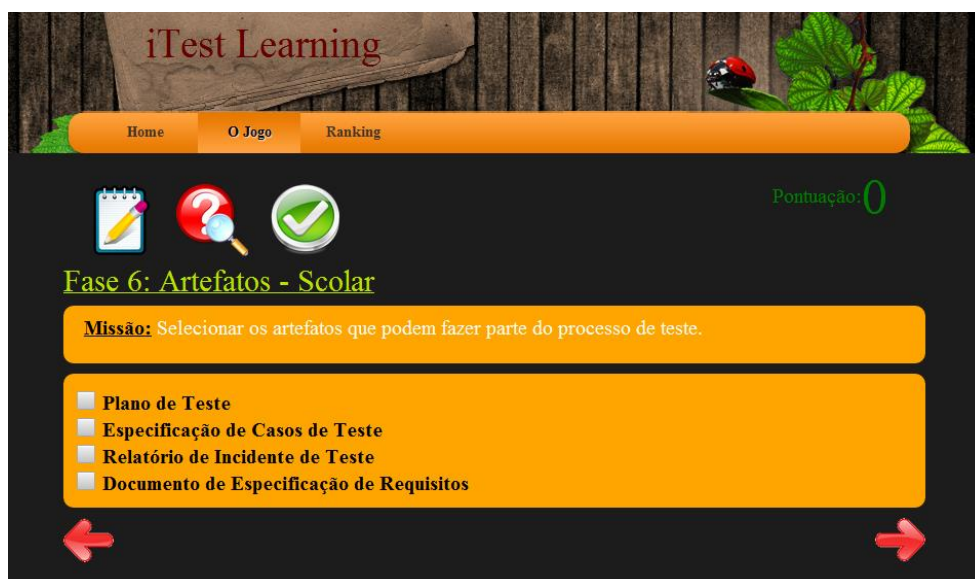 iTest Learning
Home O Jogo Ranking
Pontuação: 0
Fase 6: Artefatos - Scolar
Missão: Selecionar os artefatos que podem fazer parte do processo de teste.
Plano de Teste
Especificação de Casos de Teste
Relatório de Incidente de Teste
Documento de Especificação de Requisitos